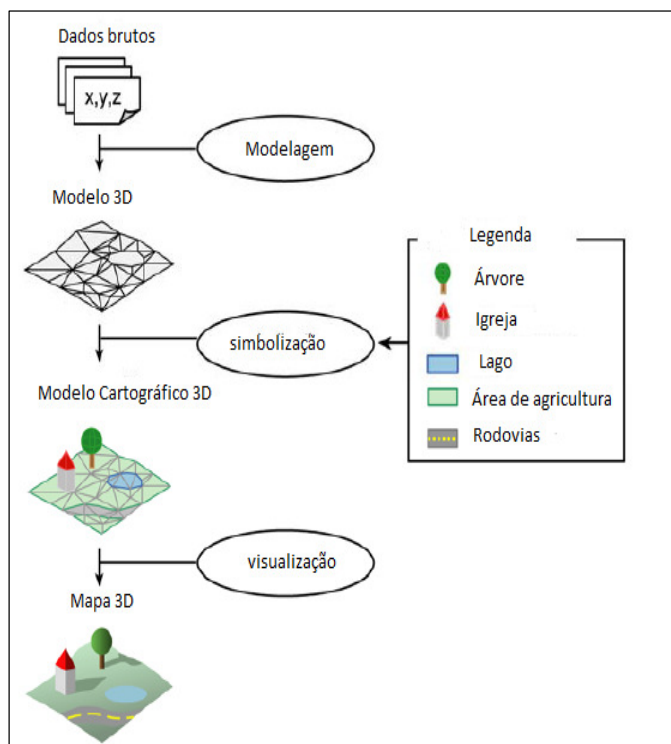 Dados brutos
x,y,z
Modelagem
Modelo 3D
Legenda
Árvore
Igreja
Lago
Área de agricultura
Rodovias
simbolização
Modelo Cartográfico 3D
visualização
Mapa 3D